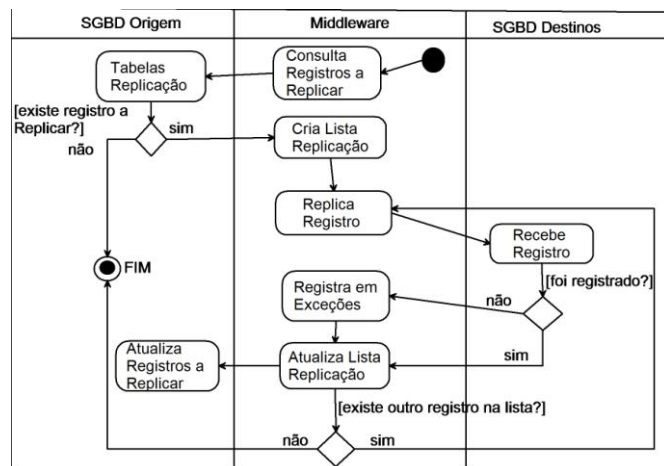 SGBD Origem
Middleware
SGBD Destinos
Tabelas
Replicação
Consulta
Registros a
Replicar
[existe registro a
Replicar?]
sim
não
Cria Lista
Replicação
Replica
Registro
Recebe
Registro
FIM
[foi registrado?]
Registra em
Exceções
não
Atualiza
Registros a
Replicar
Atualiza Lista
Replicação
sim
[existe outro registro na lista?]
não
sim